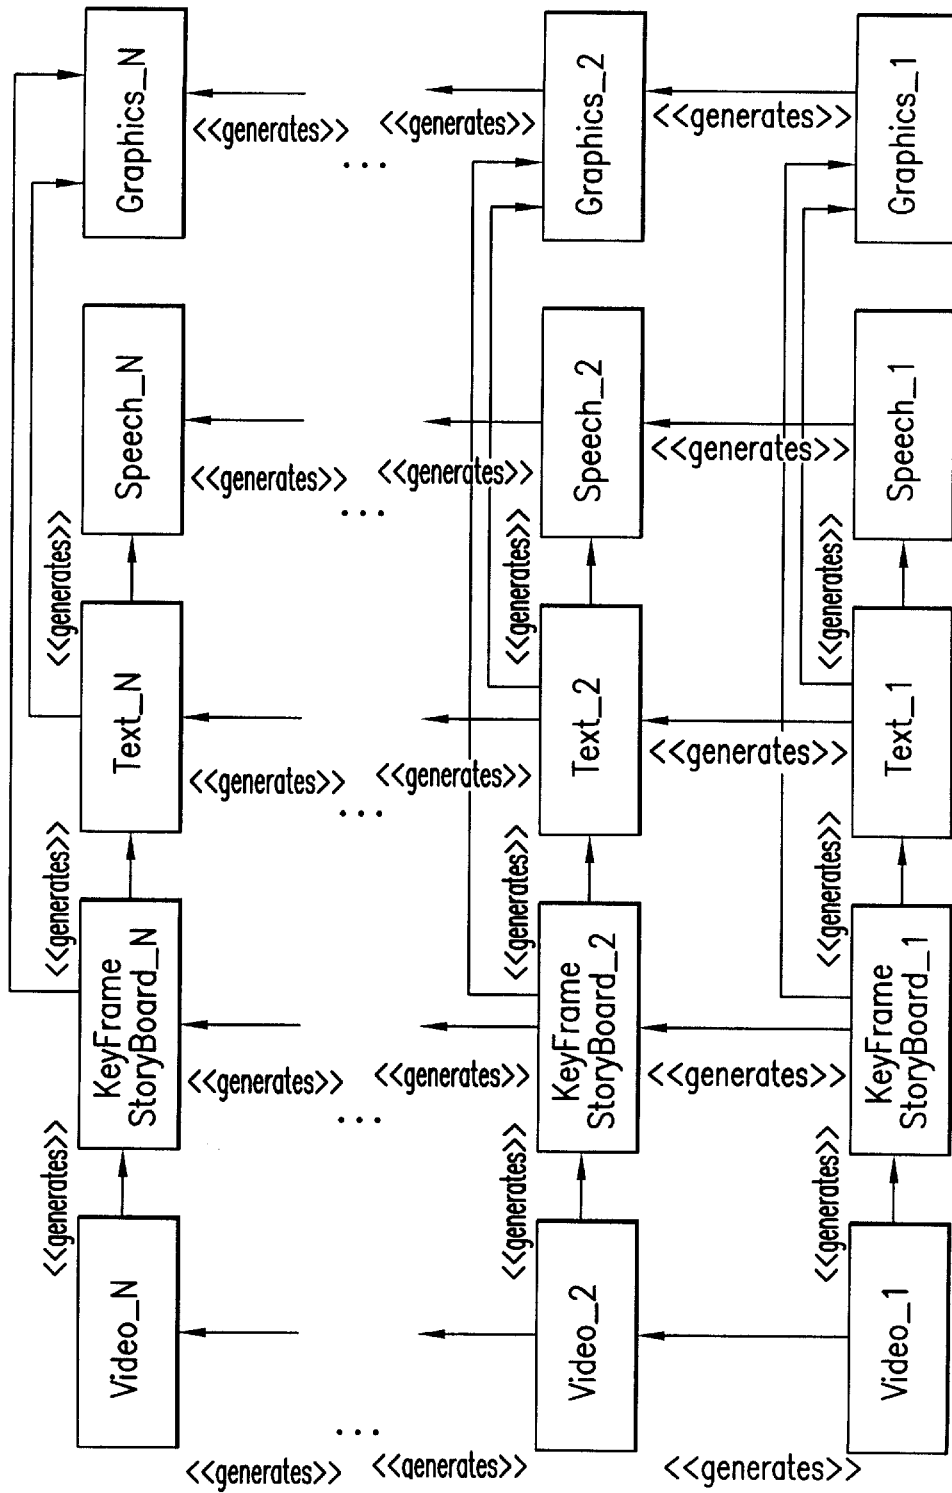 <<generates>>
<<generates>>
<<generates>>
Video_N
KeyFrame
StoryBoard_N
Text_N
Speech_N
Graphics_N
<<generates>>
<<generates>>
<<generates>>
<<generates>>
<<generates>>
...
...
...
...
...
<<generates>>
<<generates>>
<<generates>>
<<generates>>
<<generates>>
<<generates>>
<<generates>>
<<generates>>
Video_2
KeyFrame
StoryBoard_2
Text_2
Speech_2
Graphics_2
<<generates>>
<<generates>>
<<generates>>
<<generates>>
<<generates>>
<<generates>>
<<generates>>
<<generates>>
Video_1
KeyFrame
StoryBoard_1
Text_1
Speech_1
Graphics_1